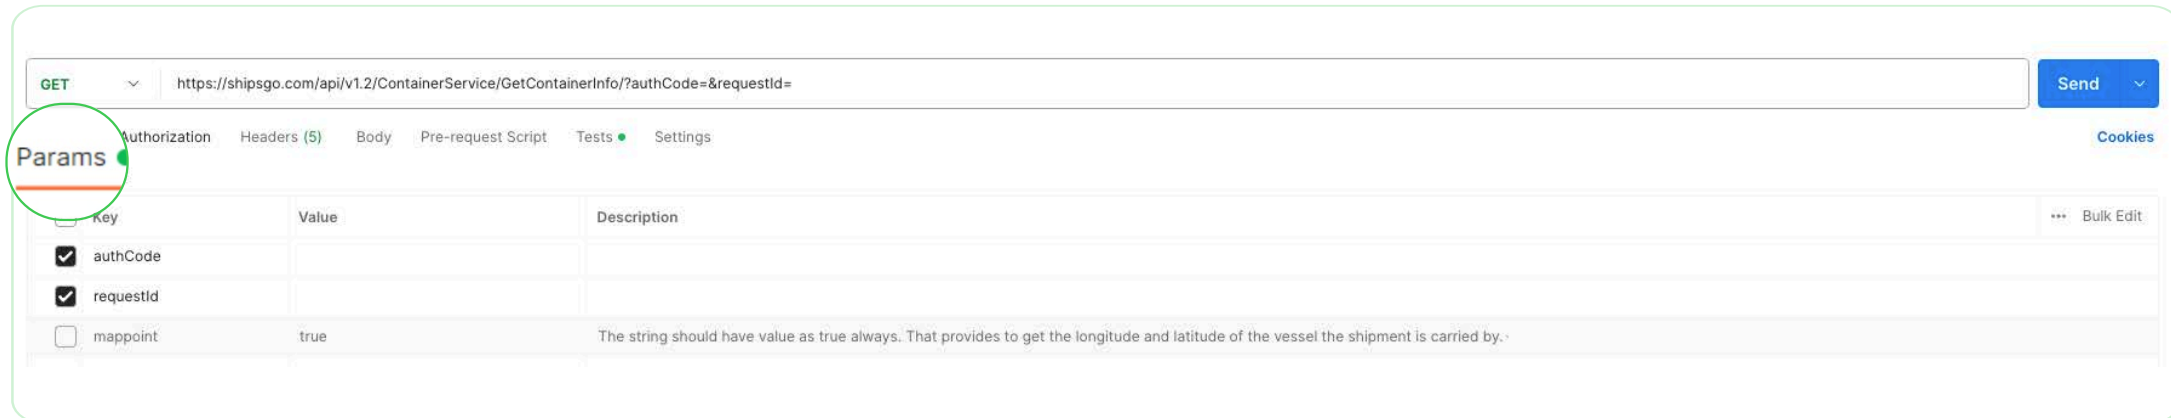 GET https://shipsgo.com/api/v1.2/ContainerService/GetContainerInfo/?authCode=&requestId= Send
Params Authorization Headers (5) Body Pre-request Script Tests Settings Cookies
Key Value Description ••• Bulk Edit
authCode
requestId
mappoint true The string should have value as true always. That provides to get the longitude and latitude of the vessel the shipment is carried by.